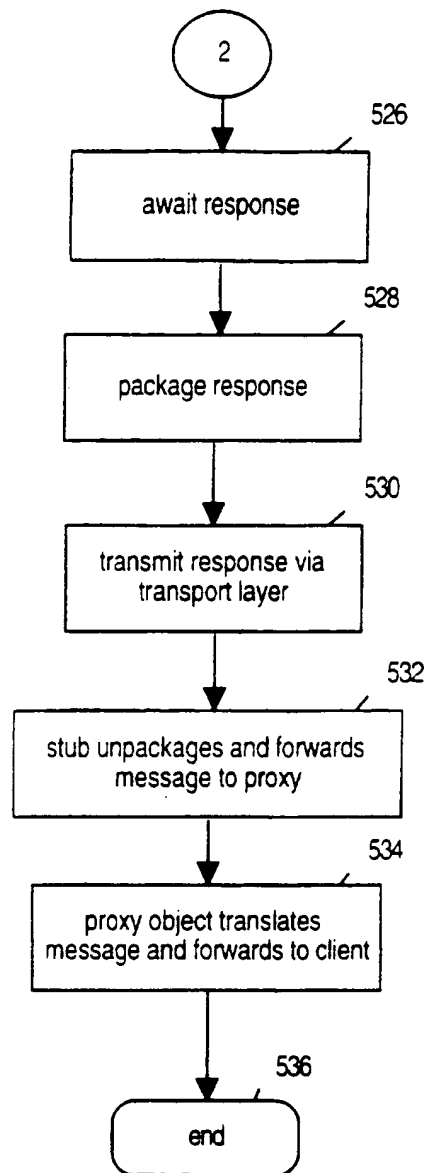 2
526
await response
528
package response
530
transmit response via
transport layer
532
stub unpackages and forwards
message to proxy
534
proxy object translates
message and forwards to client
536
end